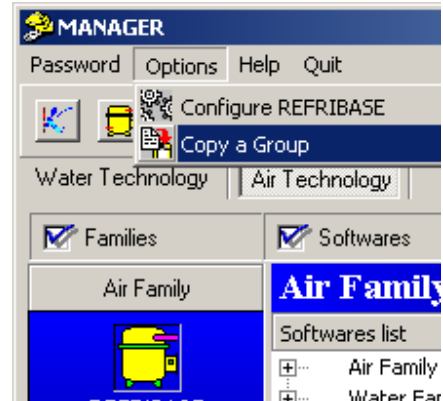 MANAGER
Password Options Help Quit
Configure REFRIBASE
Copy a Group
Water Technology Air Technology
Families Softwares
Air Family Air Family
Softwares list
Air Family
Water